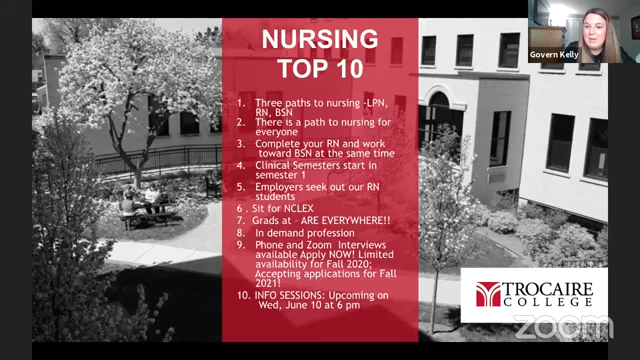 NURSING
TOP 10
1. Three paths to nursing -LPN,
RN, BSN
2. There is a path to nursing for
everyone
3. Complete your RN and work
toward BSN at the same time
4. Clinical Semesters start in
semester 1
5. Employers seek out our RN
students
6 . Sit for NCLEX
7. Grads at – ARE EVERYWHERE!!
8. In demand profession
9. Phone and Zoom Interviews
available Apply NOW! Limited
availability for Fall 2020;
Accepting applications for Fall
2021!
10. INFO SESSIONS: Upcoming on
Wed, June 10 at 6 pm
Govern Kelly
TROCAIRE
COLLEGE
zoom